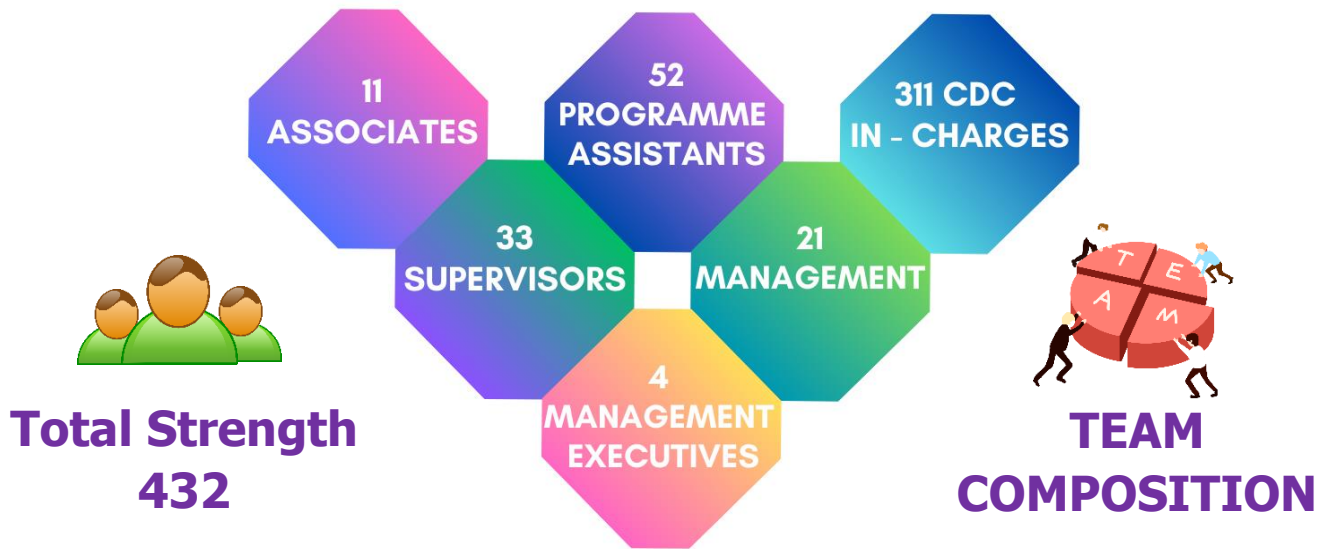 11
ASSOCIATES
52
PROGRAMME
ASSISTANTS
311 CDC
IN - CHARGES
33
SUPERVISORS
21
MANAGEMENT
4
MANAGEMENT
EXECUTIVES
Total Strength
432
T E
A M
TEAM
COMPOSITION